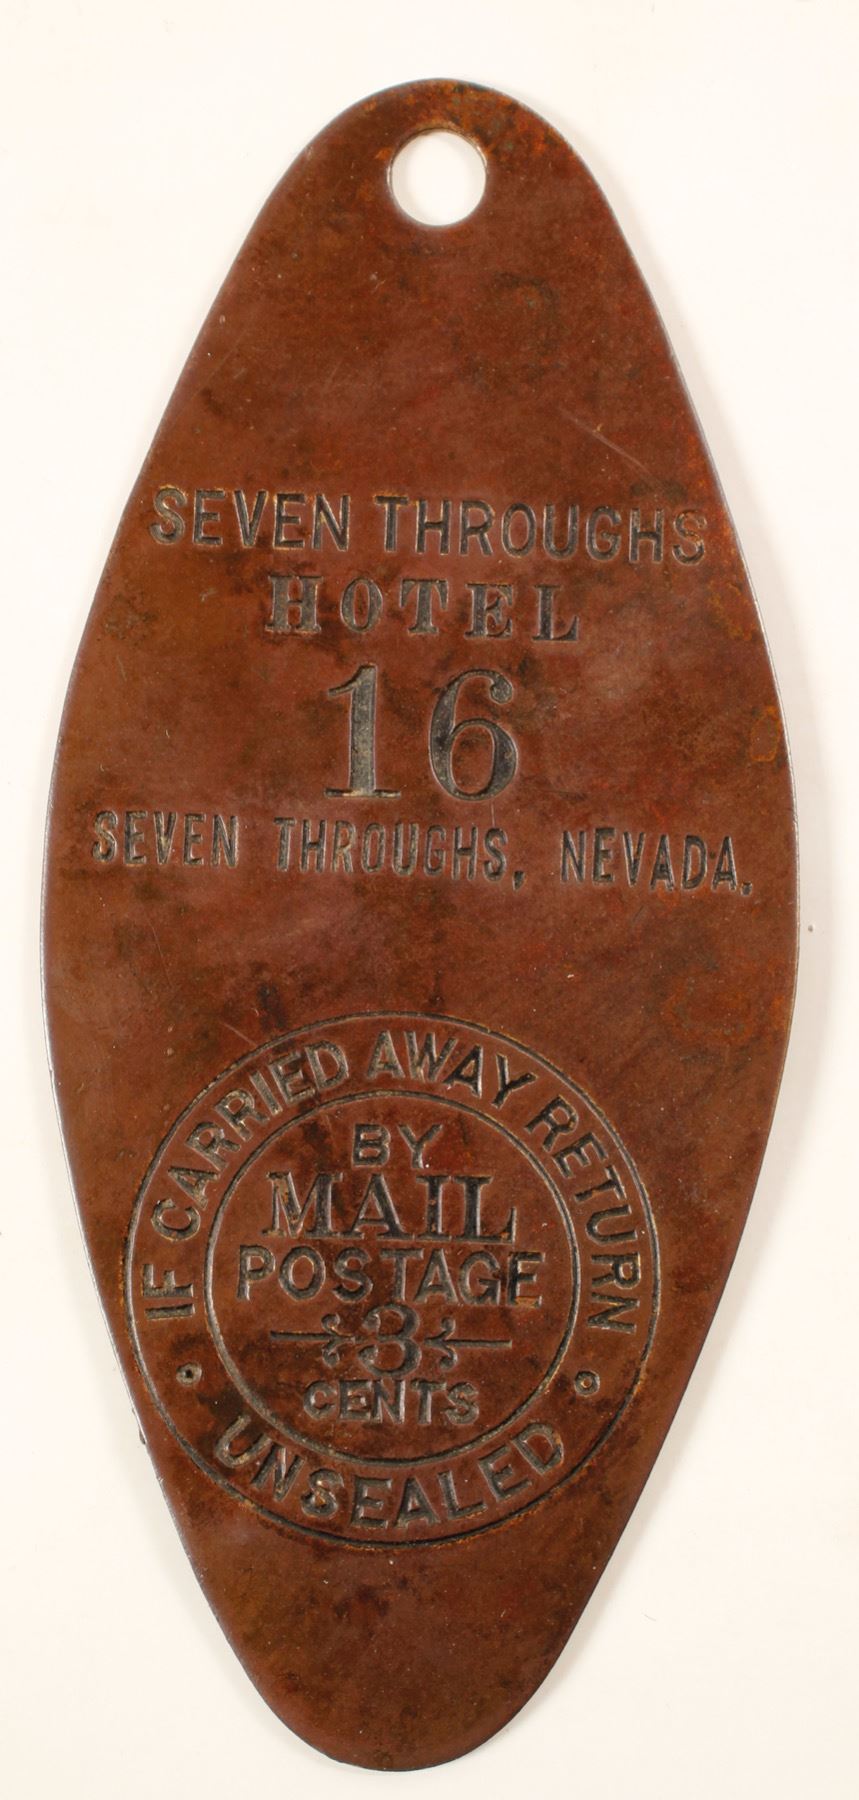 SEVEN THROUGHS
HOTEL
16
SEVEN THROUGHS, NEVADA.
IF CARRIED AWAY RETURN
BY
MAIL
POSTAGE
3
CENTS
UNSEALED